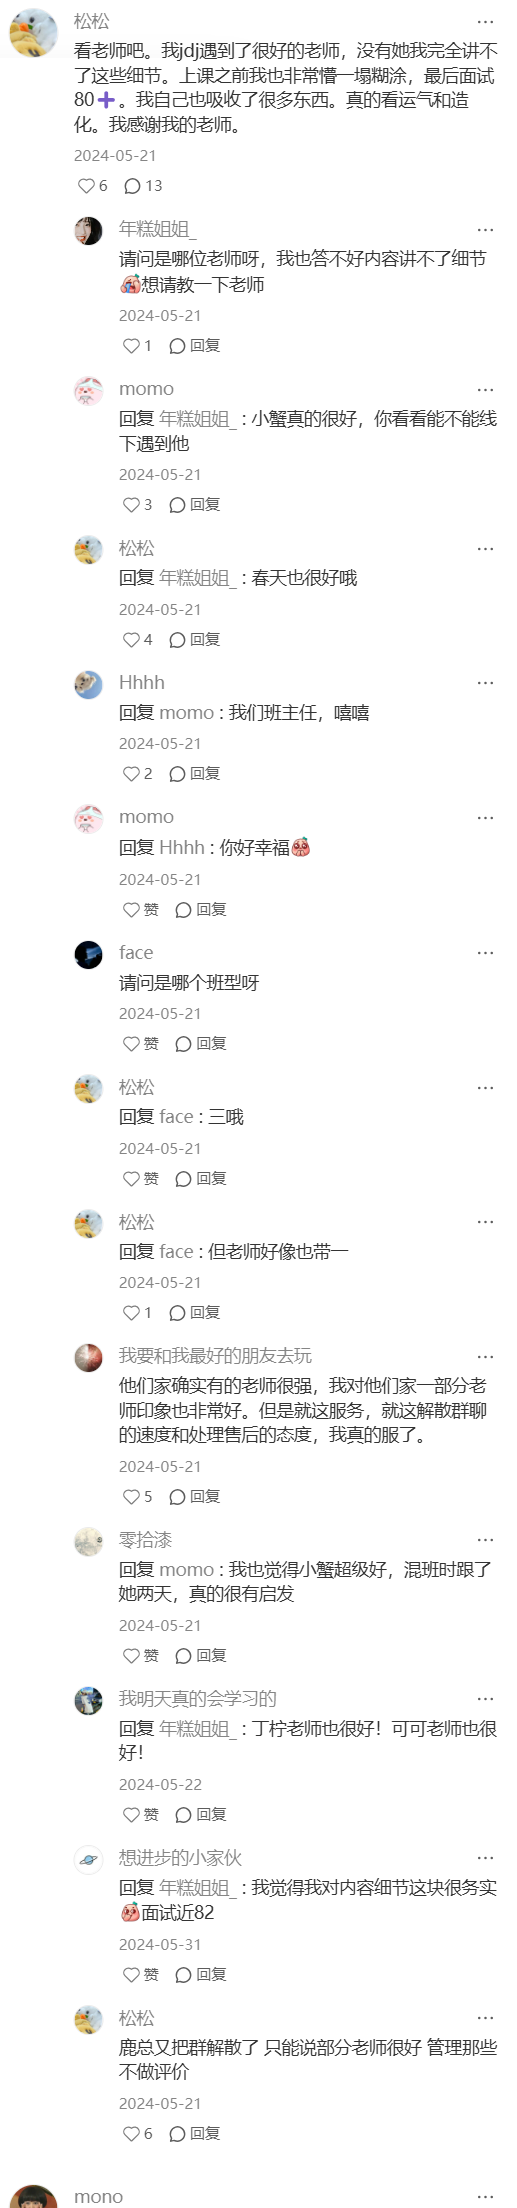 松松
看老师吧。我jdj遇到了很好的老师，没有她我完全讲不
了这些细节。上课之前我也非常懵一塌糊涂，最后面试
80➕。我自己也吸收了很多东西。真的看运气和造
化。我感谢我的老师。
2024-05-21
6 13
年糕姐姐_
请问是哪位老师呀，我也答不好内容讲不了细节
想请教一下老师
2024-05-21
1 回复
momo
回复 年糕姐姐_ : 小蟹真的很好，你看看能不能线
下遇到他
2024-05-21
3 回复
松松
回复 年糕姐姐_ : 春天也很好哦
2024-05-21
4 回复
Hhhh
回复 momo : 我们班主任，嘻嘻
2024-05-21
2 回复
momo
回复 Hhhh : 你好幸福
2024-05-21
赞 回复
face
请问是哪个班型呀
2024-05-21
赞 回复
松松
回复 face : 三哦
2024-05-21
赞 回复
松松
回复 face : 但老师好像也带一
2024-05-21
1 回复
我要和我最好的朋友去玩
他们家确实有的老师很强，我对他们家一部分老
师印象也非常好。但是就这服务，就这解散群聊
的速度和处理售后的态度，我真的服了。
2024-05-21
5 回复
零拾漆
回复 momo : 我也觉得小蟹超级好，混班时跟了
她两天，真的很有启发
2024-05-21
赞 回复
我明天真的会学习的
回复 年糕姐姐_ : 丁柠老师也很好！可可老师也很
好！
2024-05-22
赞 回复
想进步的小家伙
回复 年糕姐姐_ : 我觉得我对内容细节这块很务实
面试近82
2024-05-31
赞 回复
松松
鹿总又把群解散了 只能说部分老师很好 管理那些
不做评价
2024-05-21
6 回复
mono